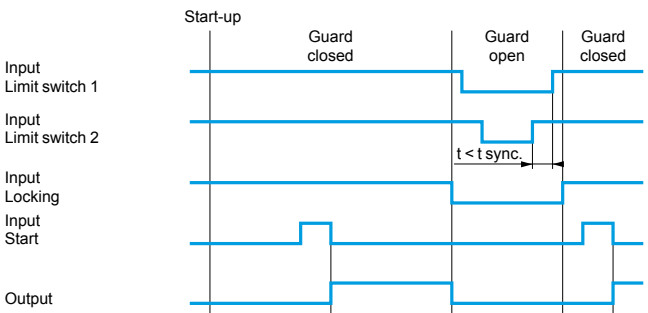 Start-up
Guard
closed
Guard
open
Guard
closed
Input
Limit switch 1
Input
Limit switch 2
t < t sync.
Input
Locking
Input
Start
Output